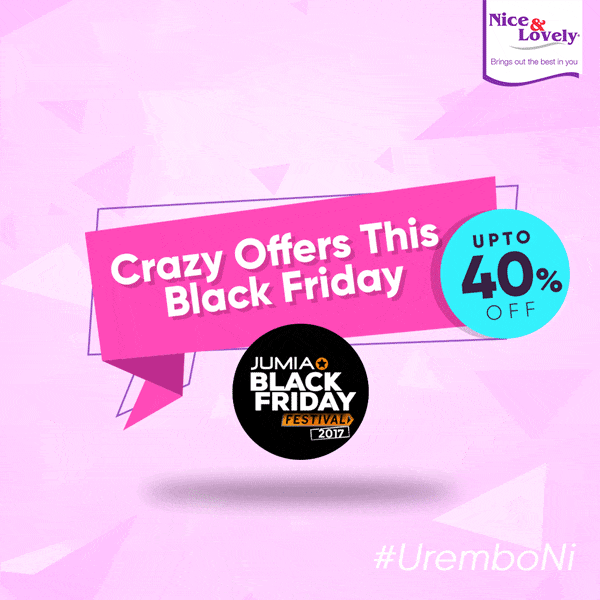 Nice &
Lovely
Brings out the best in you
Crazy Offers This
Black Friday
UPTO
40%
OFF
JUMIA
BLACK
FRIDAY
FESTIVAL
2017
#UremboNi